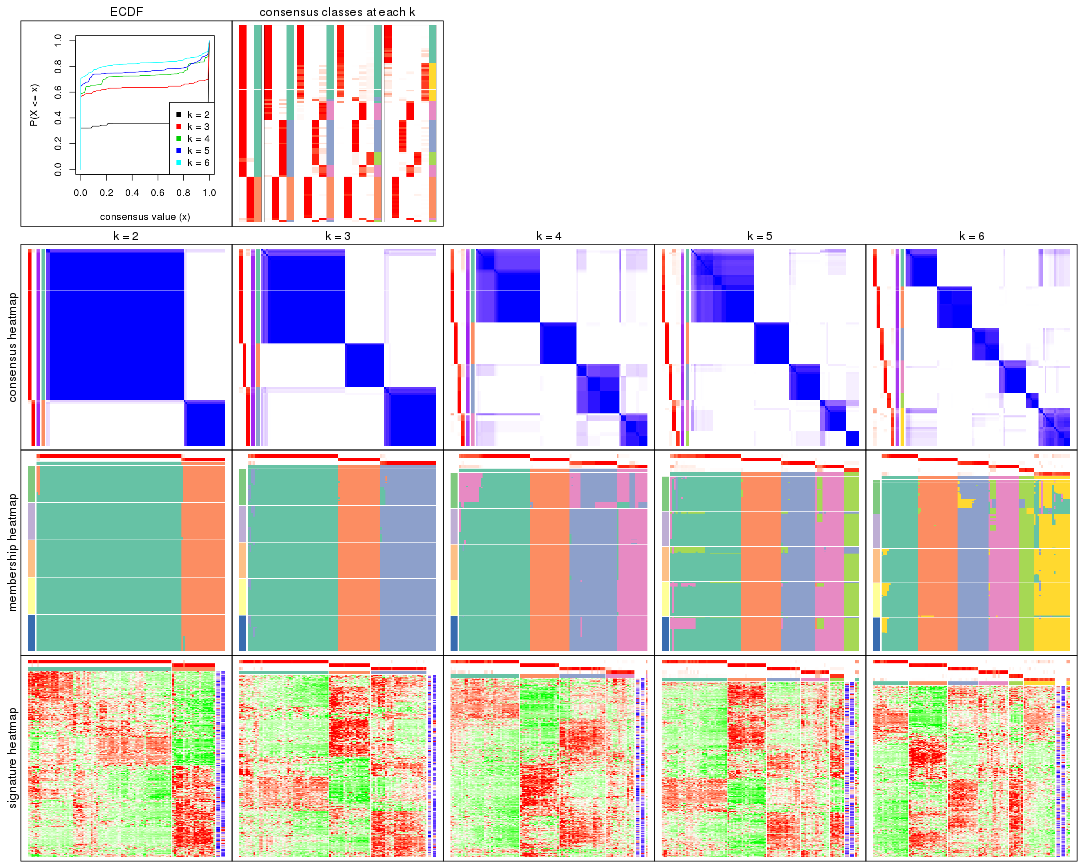 ECDF
consensus classes at each k
P(X <= x)
0.0 0.2 0.4 0.6 0.8 1.0
k = 2
k = 3
k = 4
k = 5
k = 6
0.0 0.2 0.4 0.6 0.8 1.0
consensus value (x)
k = 2 k = 3 k = 4 k = 5 k = 6
consensus heatmap
membership heatmap
signature heatmap